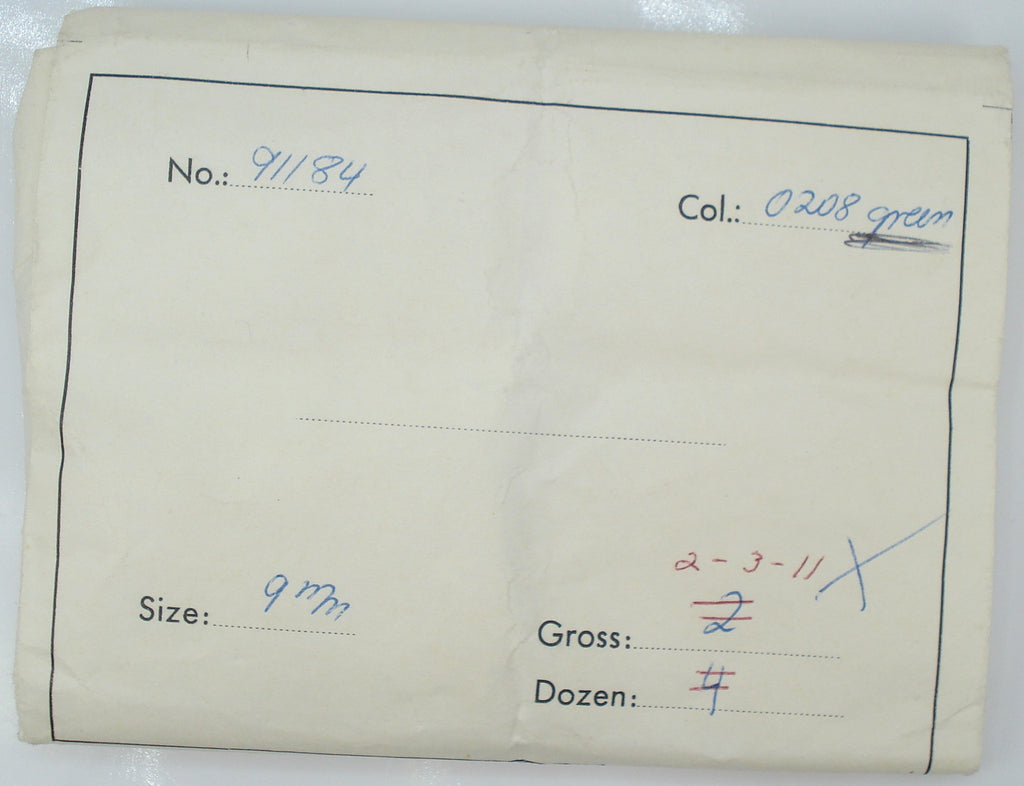 No.: 91184
Col.: 0208 green
Size: 9 mm
2 - 3 - 11 X
Gross: 2
Dozen: 4